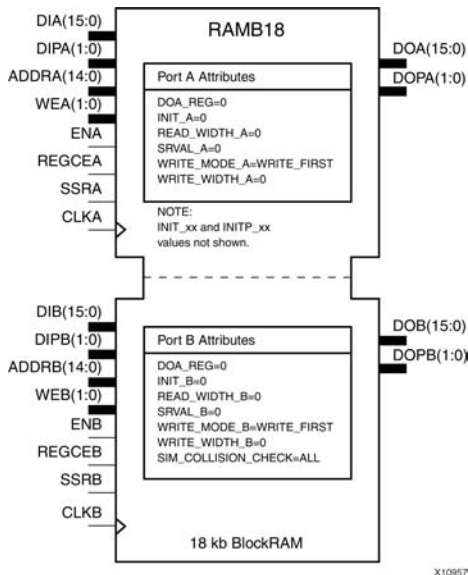 RAMB18
DIA(15:0)
DIPA(1:0)
ADDRA(14:0)
WEA(1:0)
ENA
REGCEA
SSRA
CLKA
Port A Attributes
DOA_REG=0
INIT_A=0
READ_WIDTH_A=0
SRVAL_A=0
WRITE_MODE_A=WRITE_FIRST
WRITE_WIDTH_A=0
NOTE:
INIT_xx and INITP_xx
values not shown.
DOA(15:0)
DOPA(1:0)
DIB(15:0)
DIPB(1:0)
ADDRB(14:0)
WEB(1:0)
ENB
REGCEB
SSRB
CLKB
Port B Attributes
DOA_REG=0
INIT_B=0
READ_WIDTH_B=0
SRVAL_B=0
WRITE_MODE_B=WRITE_FIRST
WRITE_WIDTH_B=0
SIM_COLLISION_CHECK=ALL
DOB(15:0)
DOPB(1:0)
18 kb BlockRAM
X10957